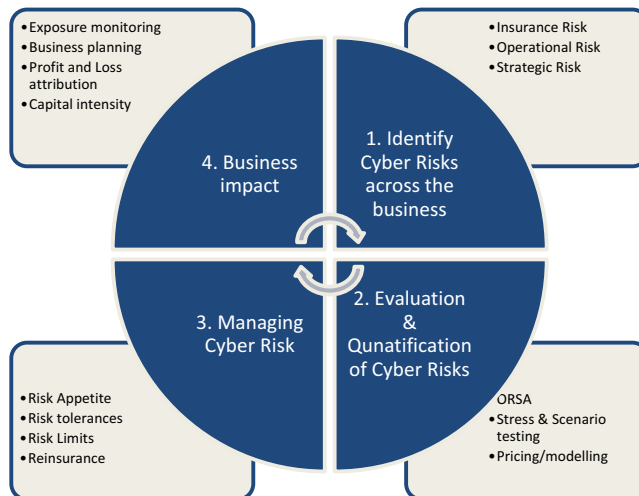 • Exposure monitoring
• Business planning
• Profit and Loss
attribution
• Capital intensity
• Insurance Risk
• Operational Risk
• Strategic Risk
4. Business
impact
1. Identify
Cyber Risks
across the
business
3. Managing
Cyber Risk
2. Evaluation
&
Qunatification
of Cyber Risks
• Risk Appetite
• Risk tolerances
• Risk Limits
• Reinsurance
ORSA
• Stress & Scenario
testing
• Pricing/modelling